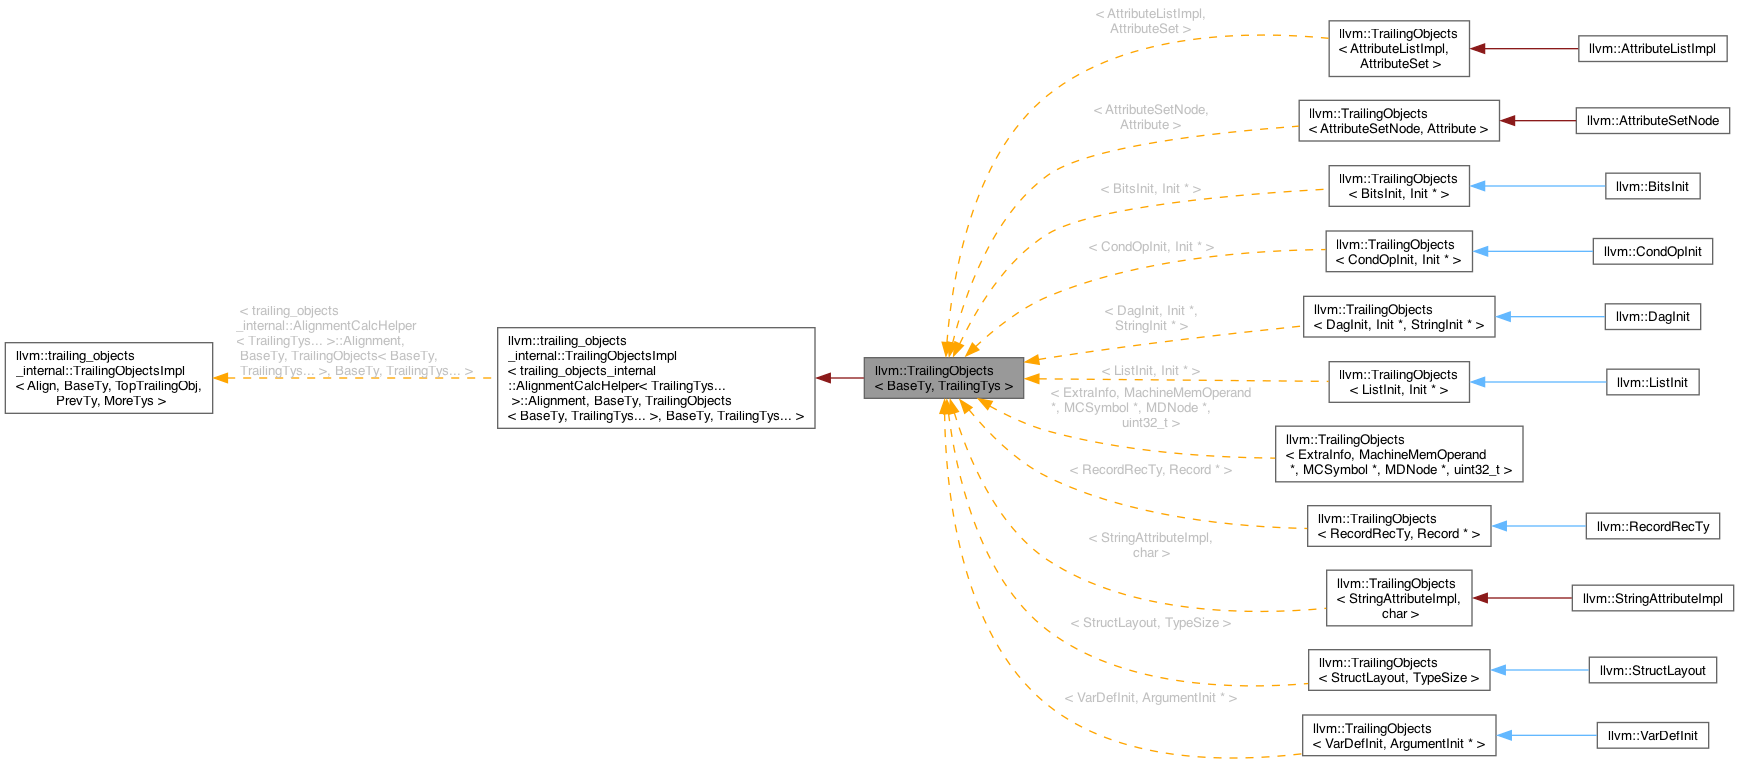 llvm::trailing_objects
_internal::TrailingObjectsImpl
< Align, BaseTy, TopTrailingObj,
PrevTy, MoreTys >
< trailing_objects
_internal::AlignmentCalcHelper
< TrailingTys... >::Alignment,
BaseTy, TrailingObjects< BaseTy,
TrailingTys... >, BaseTy, TrailingTys... >
llvm::trailing_objects
_internal::TrailingObjectsImpl
< trailing_objects_internal
::AlignmentCalcHelper< TrailingTys...
>::Alignment, BaseTy, TrailingObjects
< BaseTy, TrailingTys... >, BaseTy, TrailingTys... >
llvm::TrailingObjects
< BaseTy, TrailingTys >
< AttributeListImpl,
AttributeSet >
llvm::TrailingObjects
< AttributeListImpl,
AttributeSet >
llvm::AttributeListImpl
< AttributeSetNode,
Attribute >
llvm::TrailingObjects
< AttributeSetNode, Attribute >
llvm::AttributeSetNode
< BitsInit, Init * >
llvm::TrailingObjects
< BitsInit, Init * >
llvm::BitsInit
< CondOpInit, Init * >
llvm::TrailingObjects
< CondOpInit, Init * >
llvm::CondOpInit
< DagInit, Init *,
StringInit * >
llvm::TrailingObjects
< DagInit, Init *, StringInit * >
llvm::DagInit
< ListInit, Init * >
llvm::TrailingObjects
< ListInit, Init * >
llvm::ListInit
< ExtraInfo, MachineMemOperand
*, MCSymbol *, MDNode *,
uint32_t >
llvm::TrailingObjects
< ExtraInfo, MachineMemOperand
*, MCSymbol *, MDNode *, uint32_t >
< RecordRecTy, Record * >
llvm::TrailingObjects
< RecordRecTy, Record * >
llvm::RecordRecTy
< StringAttributeImpl,
char >
llvm::TrailingObjects
< StringAttributeImpl,
char >
llvm::StringAttributeImpl
< StructLayout, TypeSize >
llvm::TrailingObjects
< StructLayout, TypeSize >
llvm::StructLayout
< VarDefInit, ArgumentInit * >
llvm::TrailingObjects
< VarDefInit, ArgumentInit * >
llvm::VarDefInit